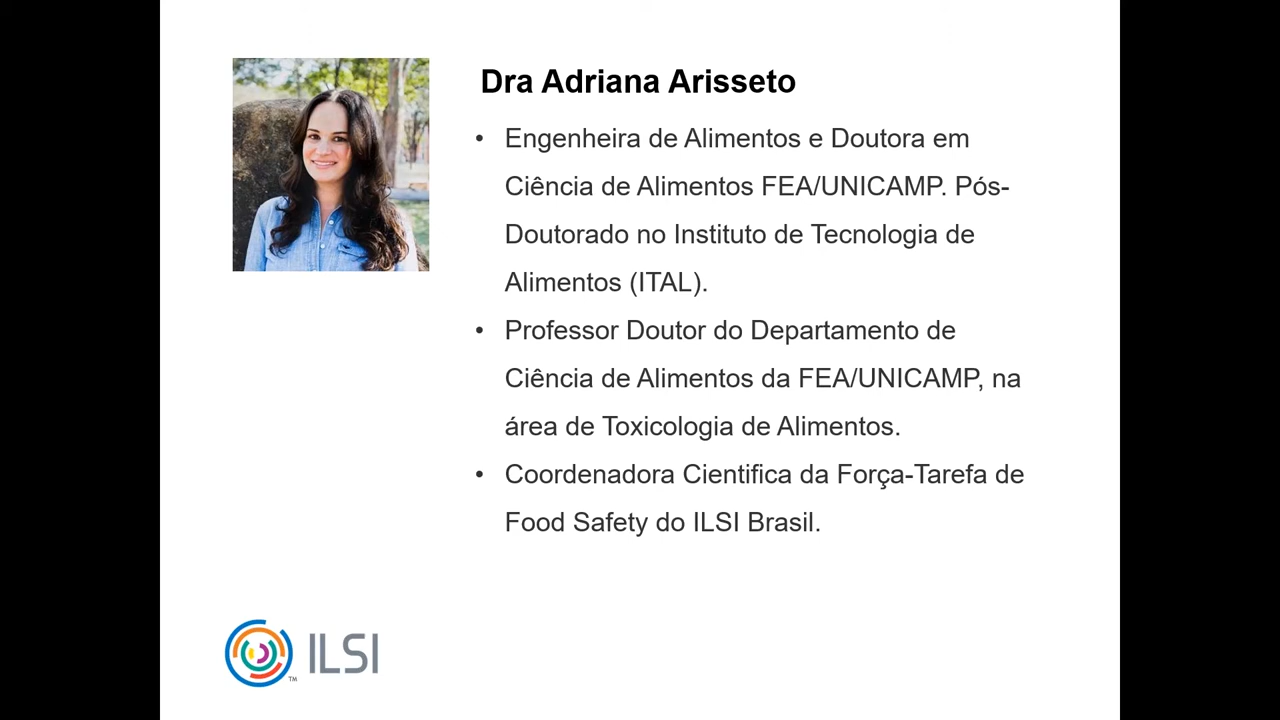 Dra Adriana Arisseto
• Engenheira de Alimentos e Doutora em
Ciência de Alimentos FEA/UNICAMP. Pós-
Doutorado no Instituto de Tecnologia de
Alimentos (ITAL).
• Professor Doutor do Departamento de
Ciência de Alimentos da FEA/UNICAMP, na
área de Toxicologia de Alimentos.
• Coordenadora Cientifica da Força-Tarefa de
Food Safety do ILSI Brasil.
ILSI
TM